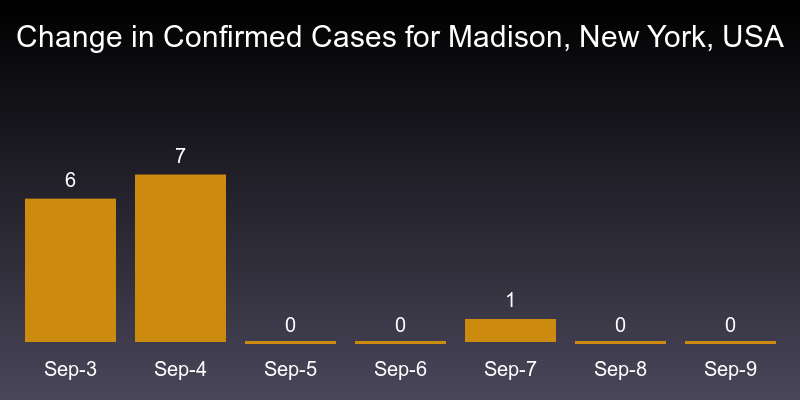 Change in Confirmed Cases for Madison, New York, USA
7
6
1
0
0
0
0
Sep-3
Sep-4
Sep-5
Sep-6
Sep-7
Sep-8
Sep-9